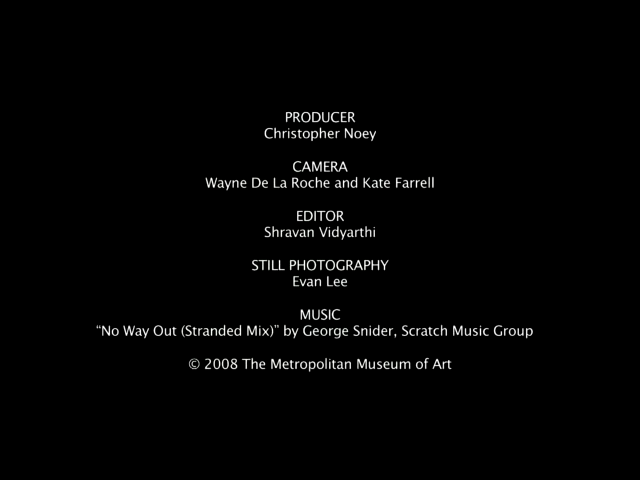 PRODUCER
Christopher Noey
CAMERA
Wayne De La Roche and Kate Farrell
EDITOR
Shravan Vidyarthi
STILL PHOTOGRAPHY
Evan Lee
MUSIC
“No Way Out (Stranded Mix)” by George Snider, Scratch Music Group
© 2008 The Metropolitan Museum of Art